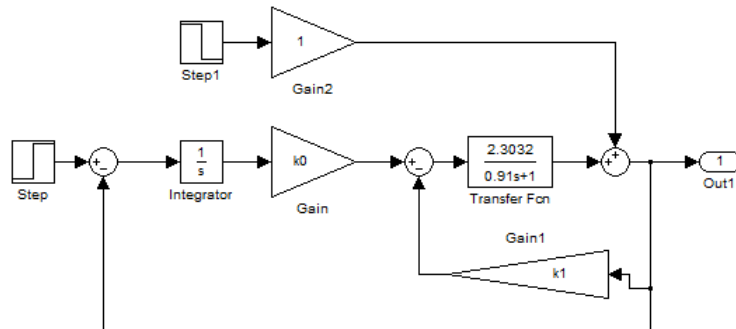 1
Step1
Gain2
+
+
+
−
1
s
k0
+
−
2.3032
0.91s+1
1
Step
Integrator
Gain
Transfer Fcn
Out1
Gain1
k1